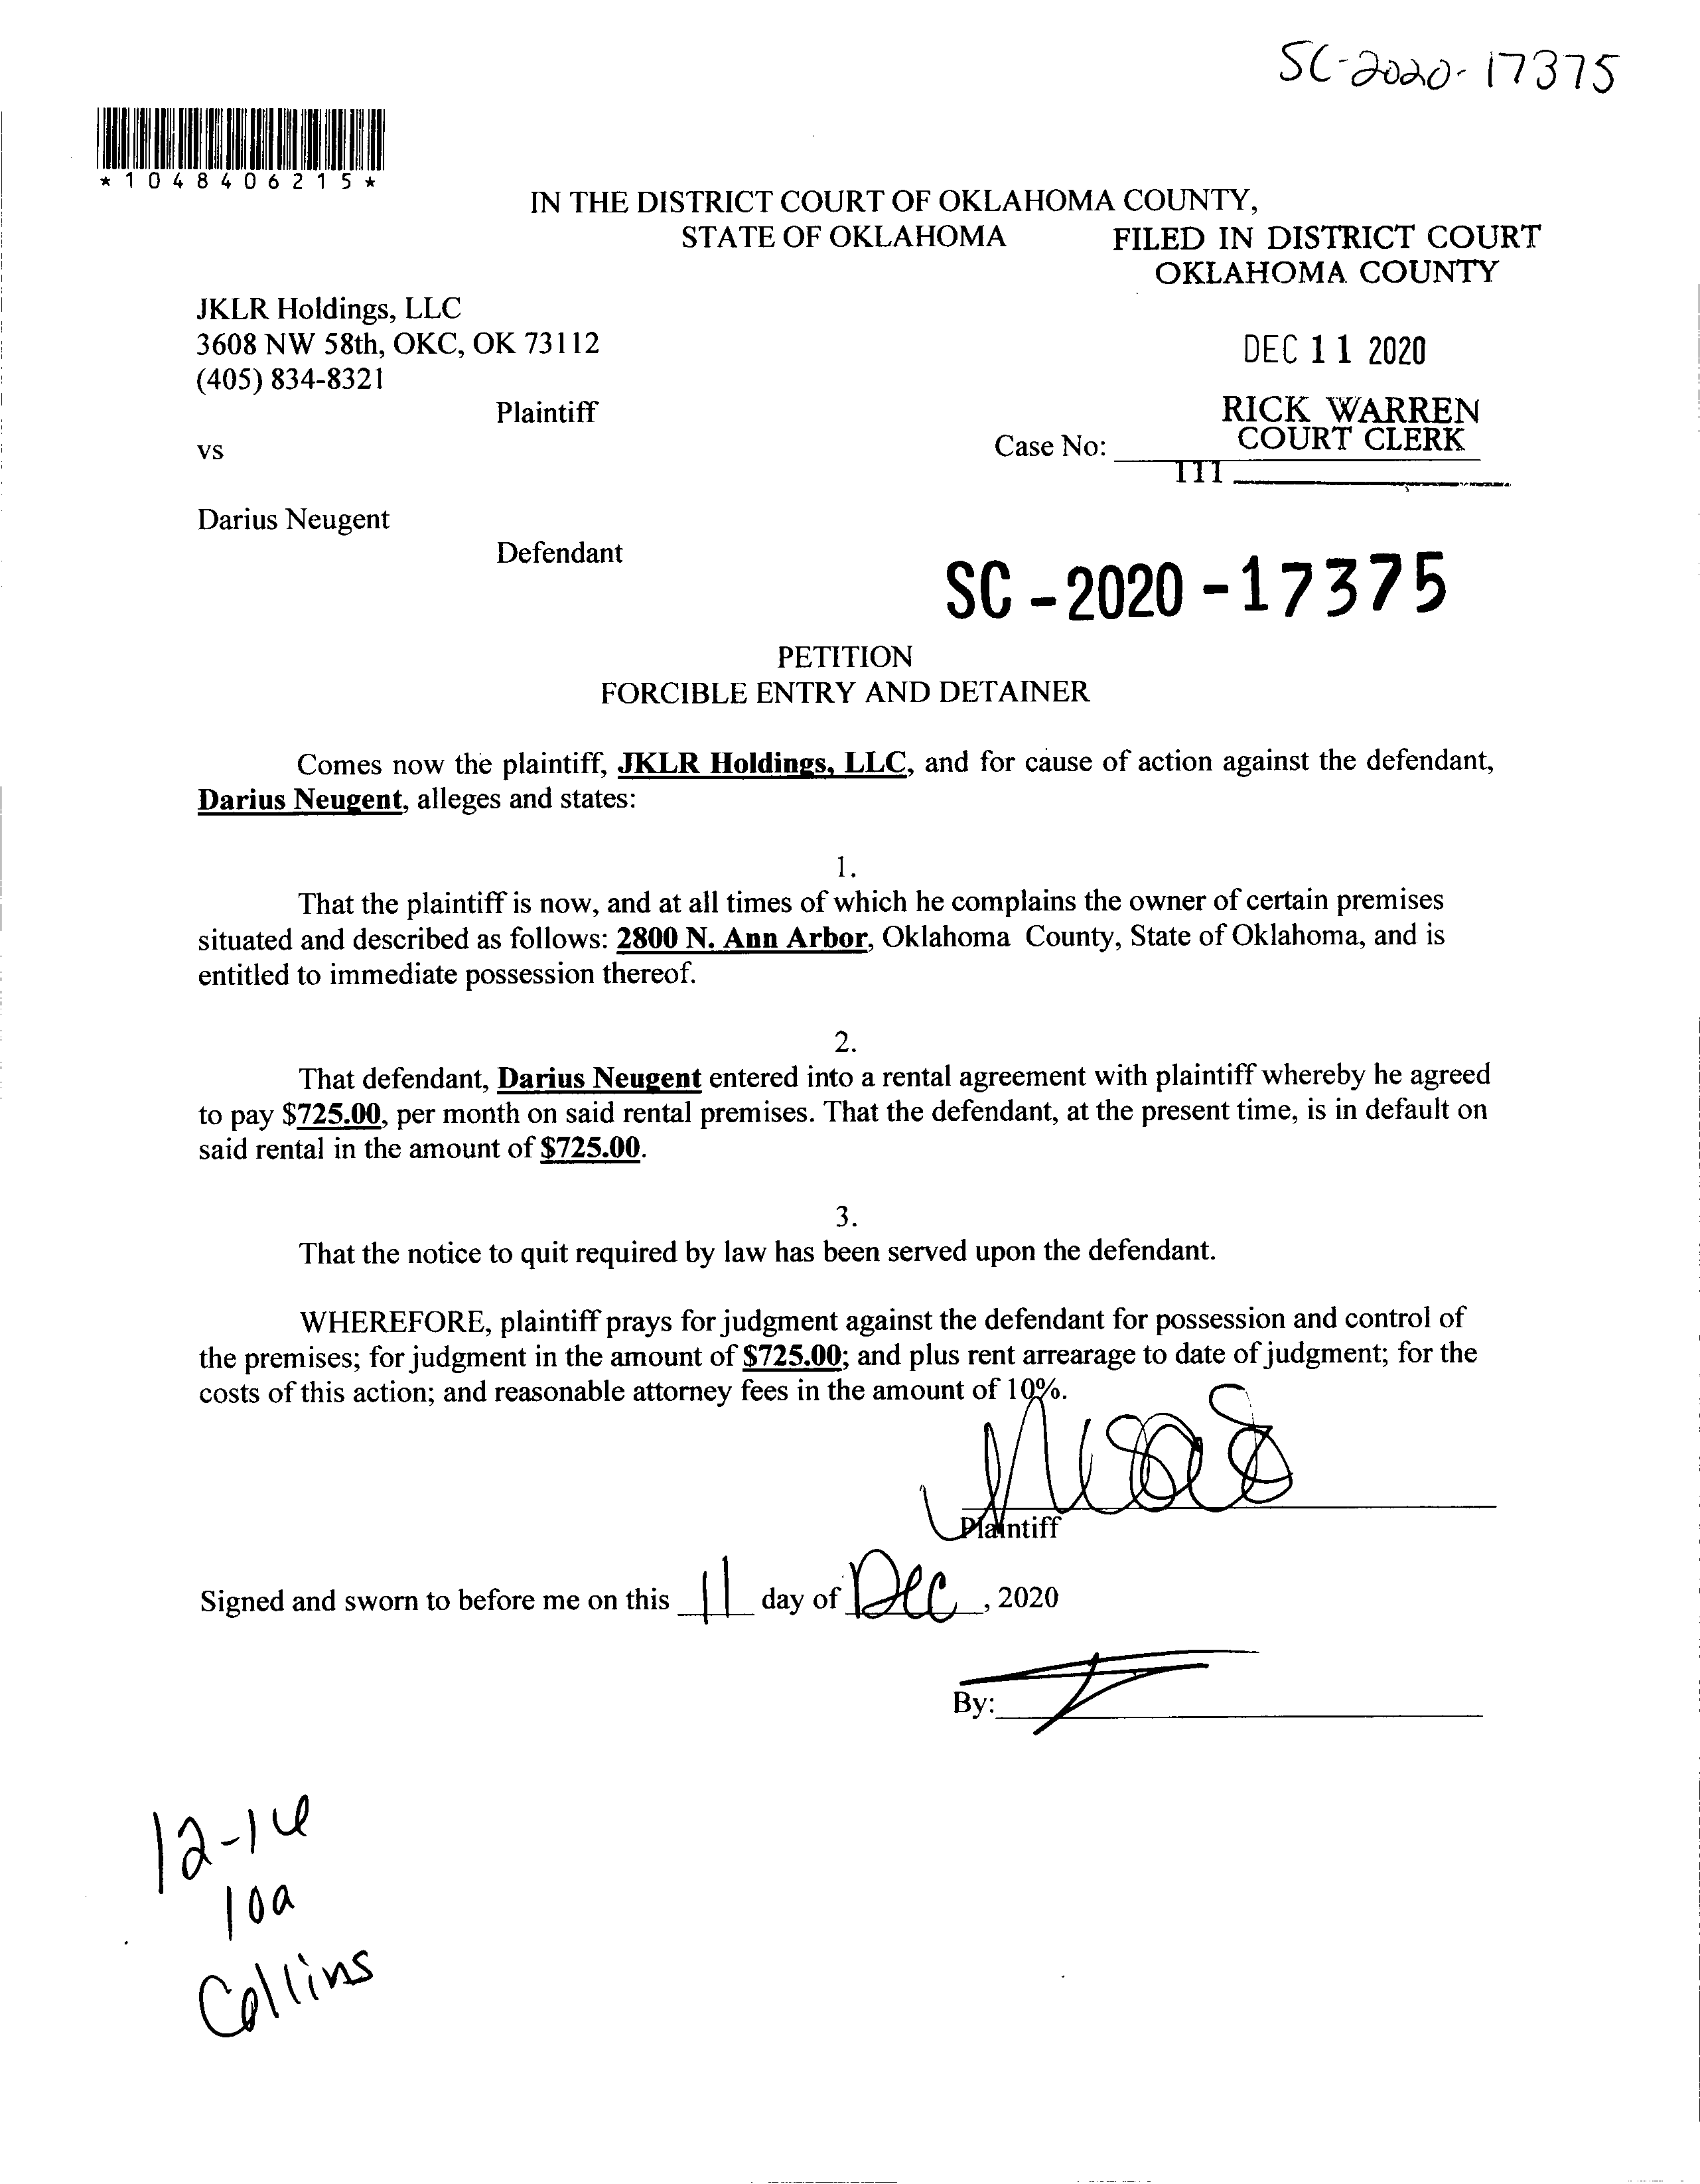 SC-2020-17375
*1048406215*
IN THE DISTRICT COURT OF OKLAHOMA COUNTY,
STATE OF OKLAHOMA
FILED IN DISTRICT COURT
OKLAHOMA COUNTY
JKLR Holdings, LLC
3608 NW 58th, OKC, OK 73112
(405) 834-8321
DEC 11 2020
Plaintiff
RICK WARREN
COURT CLERK
vs
Case No:
111
Darius Neugent
Defendant
SC-2020-17375
PETITION
FORCIBLE ENTRY AND DETAINER
Comes now the plaintiff, JKLR Holdings, LLC, and for cause of action against the defendant,
Darius Neugent, alleges and states:
1.
That the plaintiff is now, and at all times of which he complains the owner of certain premises
situated and described as follows: 2800 N. Ann Arbor, Oklahoma County, State of Oklahoma, and is
entitled to immediate possession thereof.
2.
That defendant, Darius Neugent entered into a rental agreement with plaintiff whereby he agreed
to pay $725.00, per month on said rental premises. That the defendant, at the present time, is in default on
said rental in the amount of $725.00.
3.
That the notice to quit required by law has been served upon the defendant.
WHEREFORE, plaintiff prays for judgment against the defendant for possession and control of
the premises; for judgment in the amount of $725.00; and plus rent arrearage to date of judgment; for the
costs of this action; and reasonable attorney fees in the amount of 10%.
Plaintiff
Signed and sworn to before me on this 11 day of Dec, 2020
By:
10a
Collins